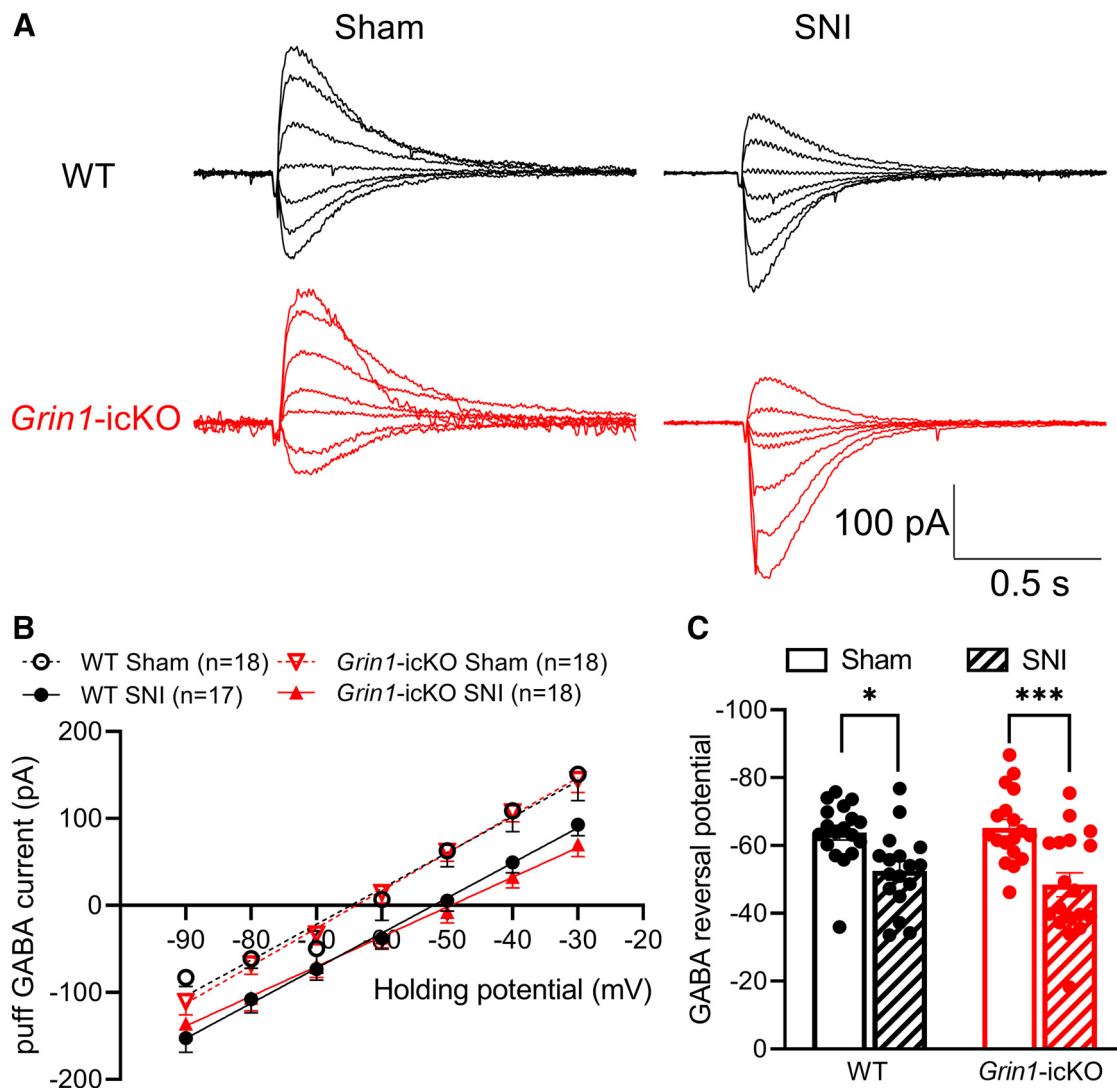 A
Sham
SNI
WT
Grin1-icKO
100 pA
0.5 s
B
WT Sham (n=18)
Grin1-icKO Sham (n=18)
WT SNI (n=17)
Grin1-icKO SNI (n=18)
puff GABA current (pA)
200
100
0
-100
-200
-90
-80
-70
-60
-50
-40
-30
Holding potential (mV)
C
Sham
SNI
*
***
GABA reversal potential
-100
-80
-60
-40
-20
0
WT
Grin1-icKO